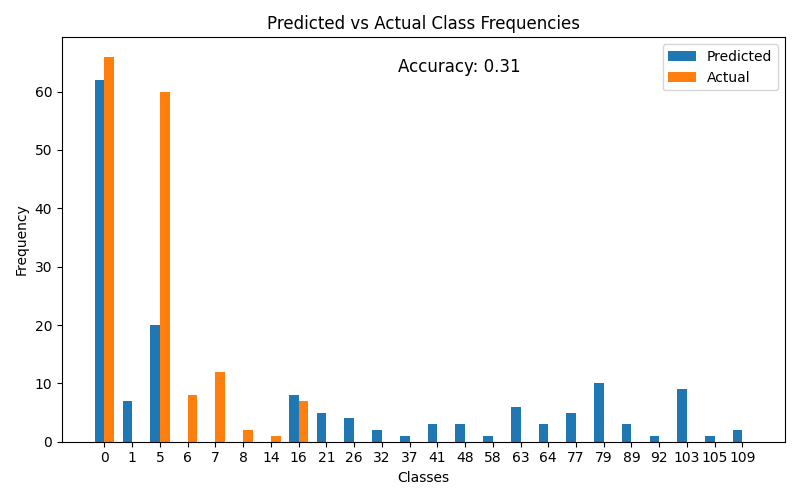 Predicted vs Actual Class Frequencies
Accuracy: 0.31
Predicted
Actual
Frequency
60
50
40
30
20
10
0
0 1 5 6 7 8 14 16 21 26 32 37 41 48 58 63 64 77 79 89 92 103 105 109
Classes